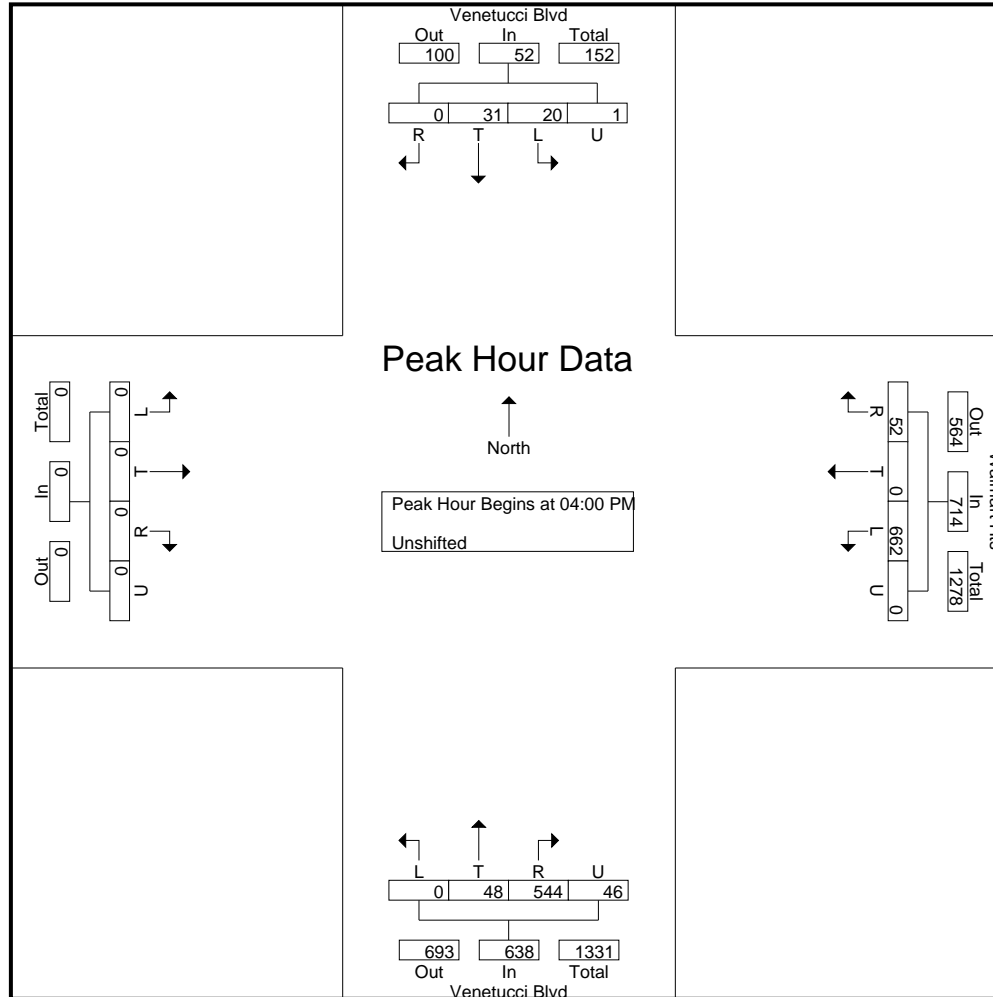 Venetucci Blvd
Out In Total
100 52 152
0 31 20 1
R T L U
Peak Hour Data
North
Peak Hour Begins at 04:00 PM
Unshifted
Total In Out
0 0 0
0 0 0 0
L T R U
R T L U
52 0 662 0
Out In Total
564 714 1278
L T R U
0 48 544 46
693 638 1331
Out In Total
Venetucci Blvd